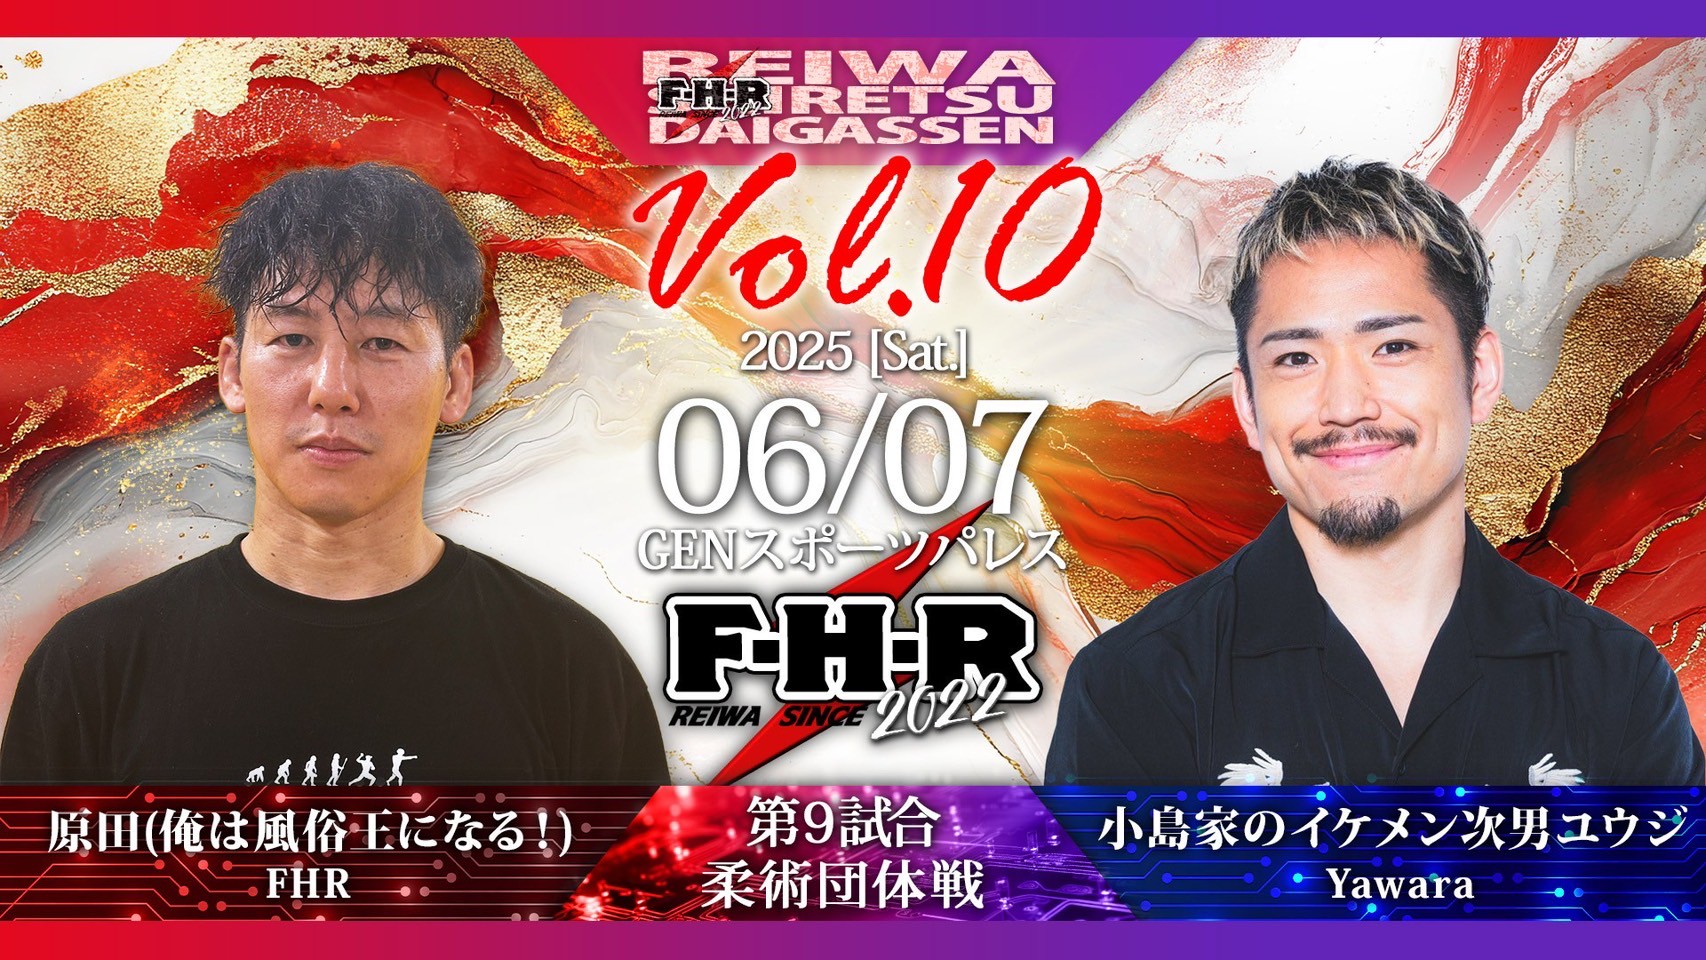 REIWA
F-H-R
REIWA SINCE 2022
DAIGASSEN
Vol.10
2025 [Sat.]
06/07
GENスポーツパレス
F-H-R
REIWA SINCE 2022
原田(俺は風俗王になる！)
FHR
第9試合
柔術団体戦
小島家のイケメン次男ユウジ
Yawara